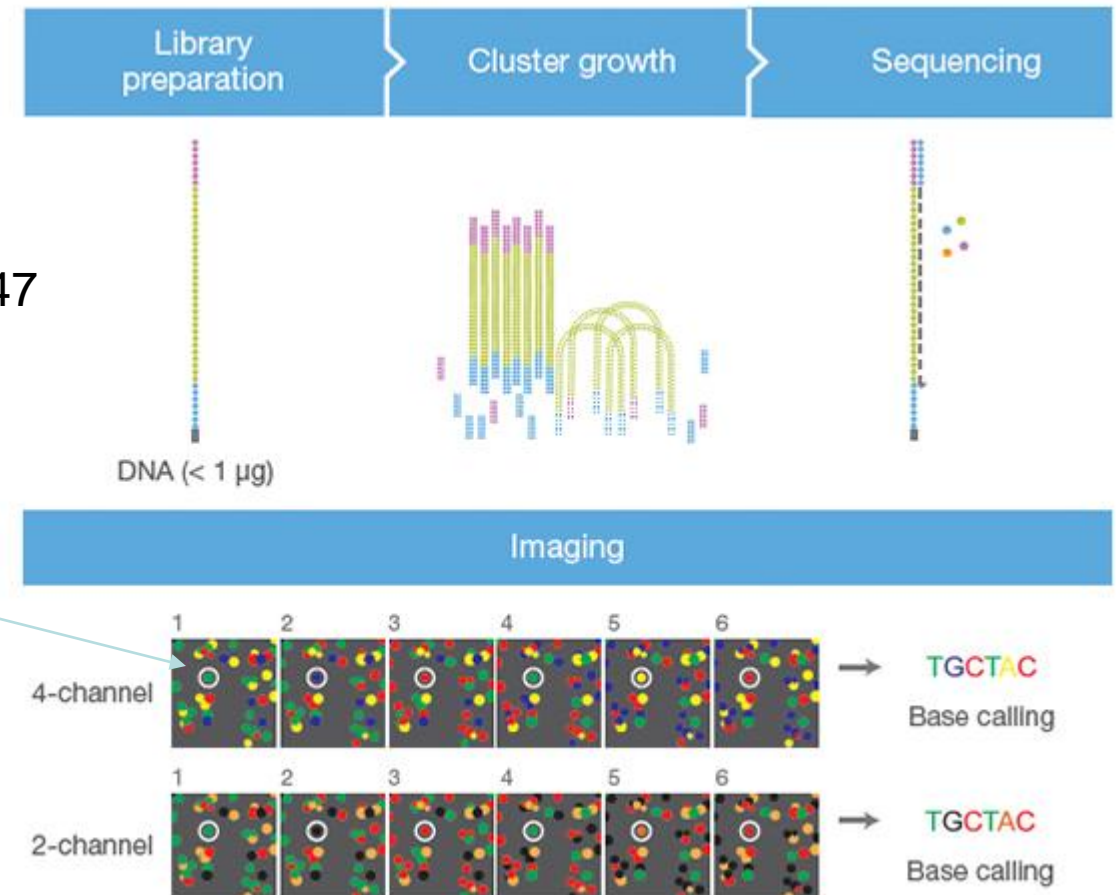 Library
preparation
Cluster growth
Sequencing
47
DNA (< 1 µg)
Imaging
1 2 3 4 5 6
4-channel
TGCTAC
Base calling
1 2 3 4 5 6
2-channel
TGCTAC
Base calling